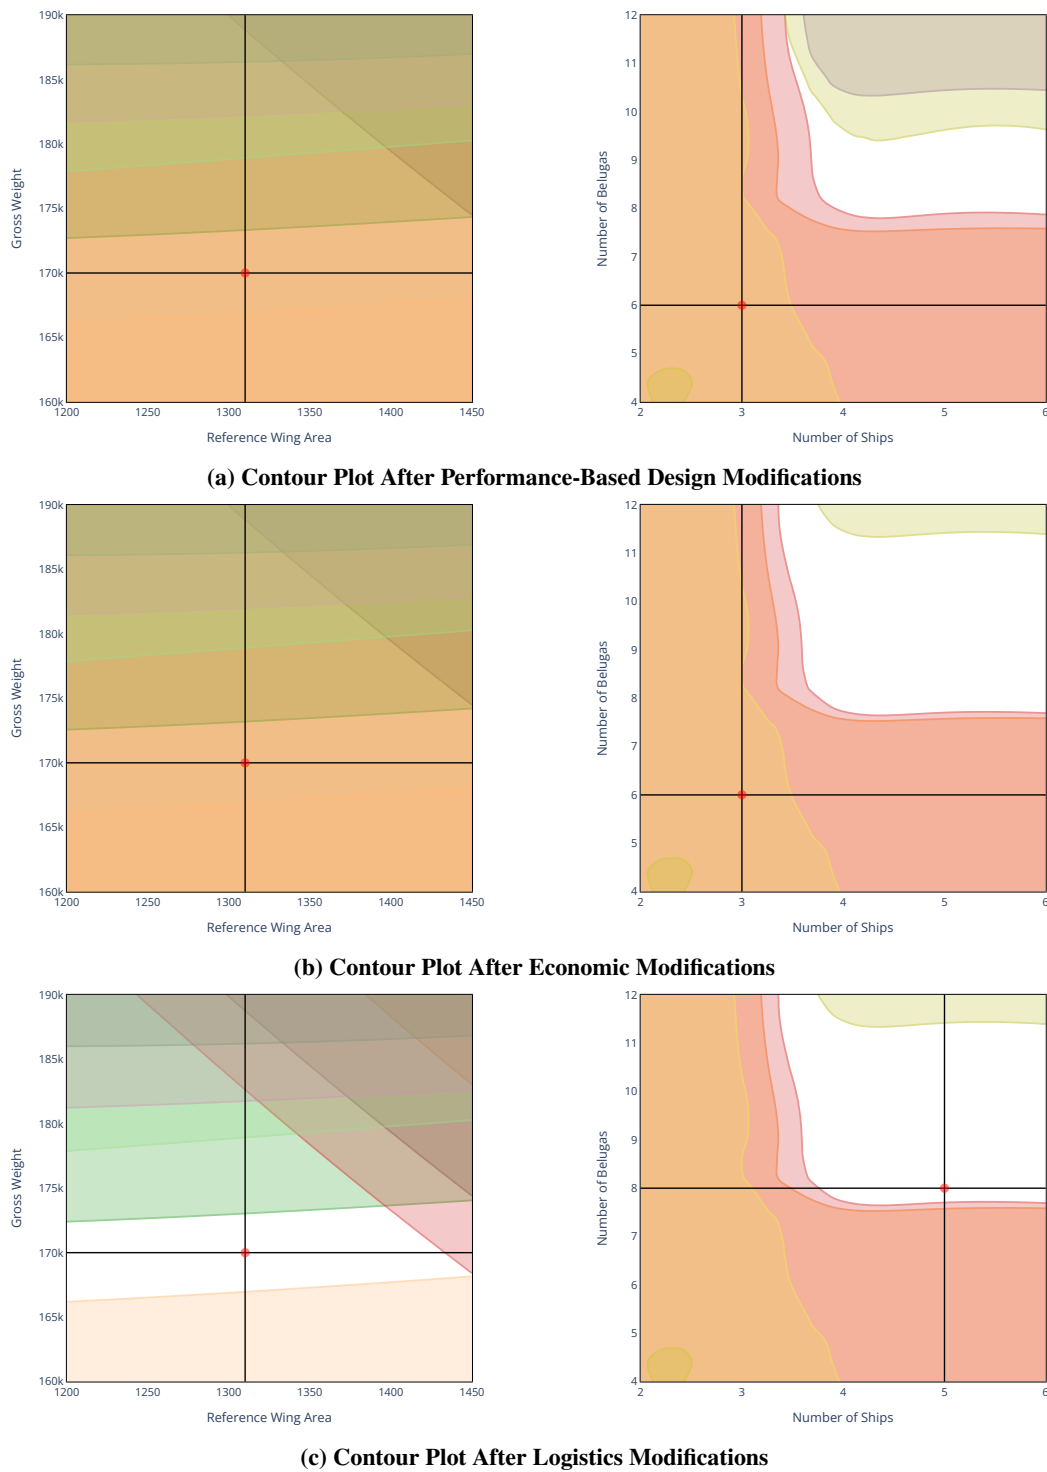 190k
185k
180k
175k
170k
165k
160k
Gross Weight
1200 1250 1300 1350 1400 1450
Reference Wing Area
12
11
10
9
8
7
6
5
4
Number of Belugas
2 3 4 5 6
Number of Ships
(a) Contour Plot After Performance-Based Design Modifications
190k
185k
180k
175k
170k
165k
160k
Gross Weight
1200 1250 1300 1350 1400 1450
Reference Wing Area
12
11
10
9
8
7
6
5
4
Number of Belugas
2 3 4 5 6
Number of Ships
(b) Contour Plot After Economic Modifications
190k
185k
180k
175k
170k
165k
160k
Gross Weight
1200 1250 1300 1350 1400 1450
Reference Wing Area
12
11
10
9
8
7
6
5
4
Number of Belugas
2 3 4 5 6
Number of Ships
(c) Contour Plot After Logistics Modifications